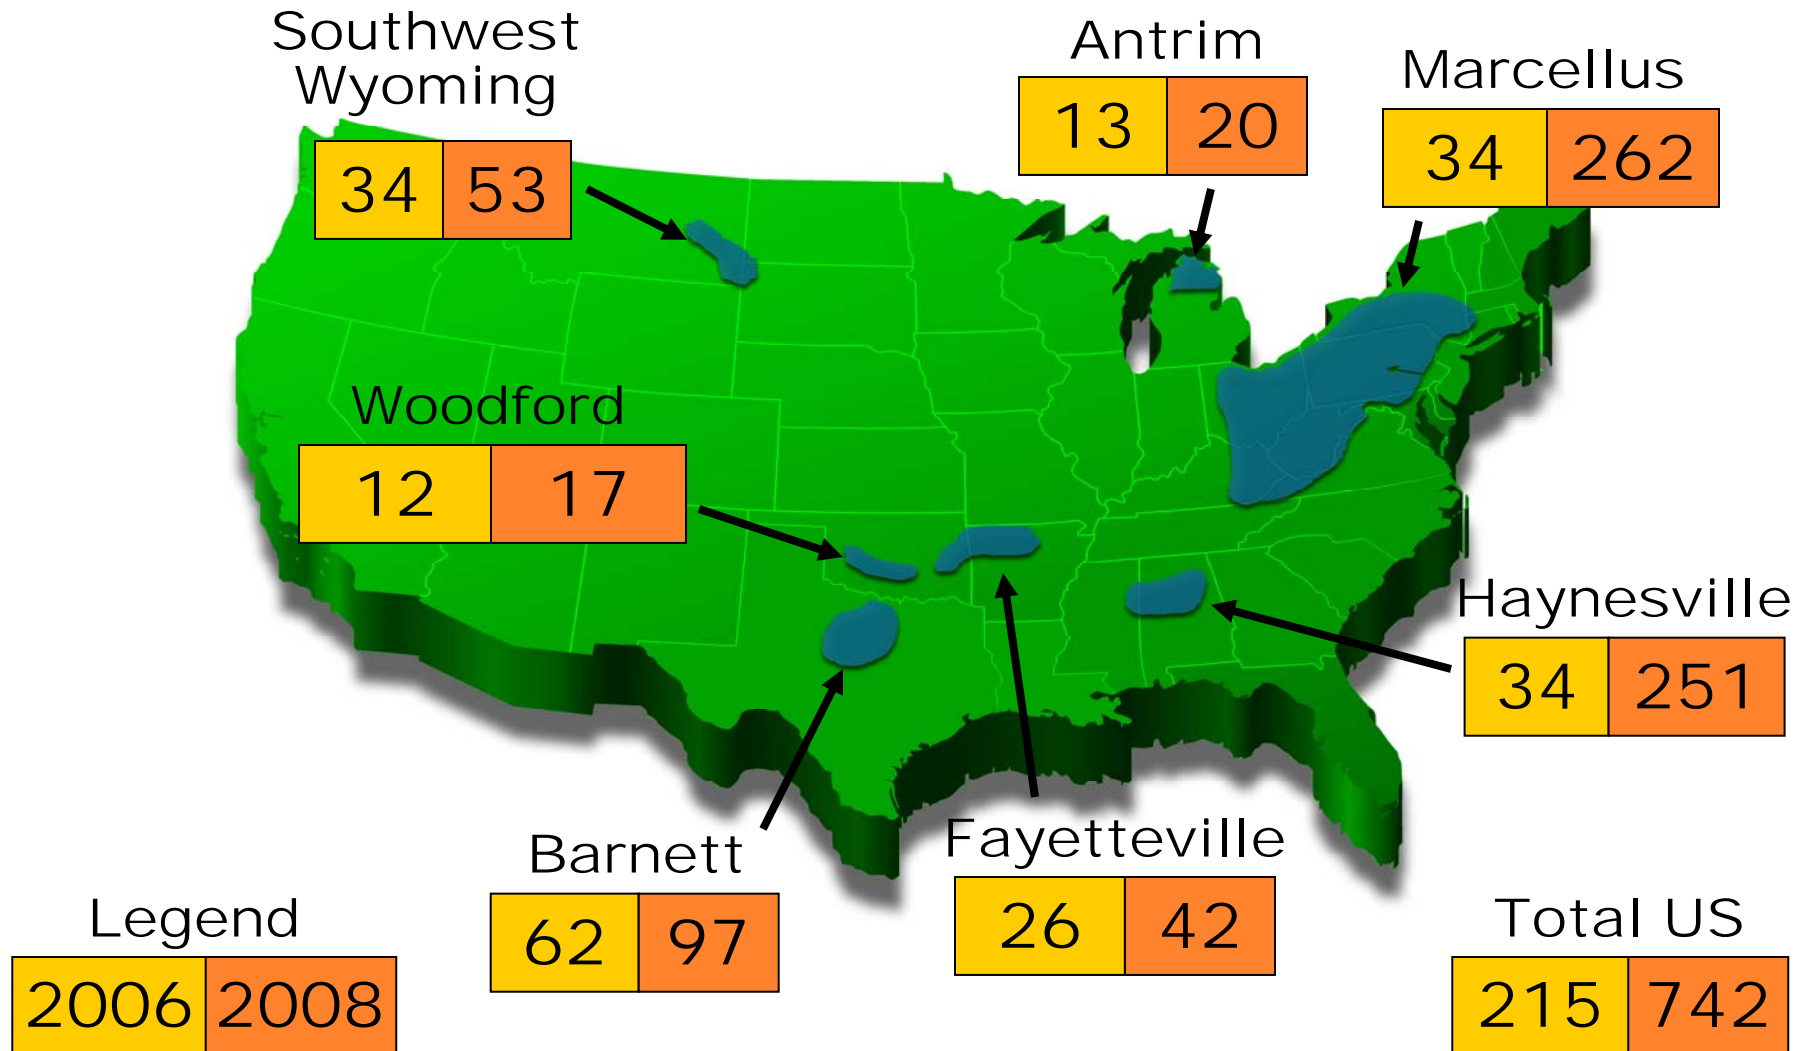 Southwest
Wyoming
34 53
Antrim
13 20
Marcellus
34 262
Woodford
12 17
Haynesville
34 251
Barnett
62 97
Fayetteville
26 42
Legend
2006 2008
Total US
215 742